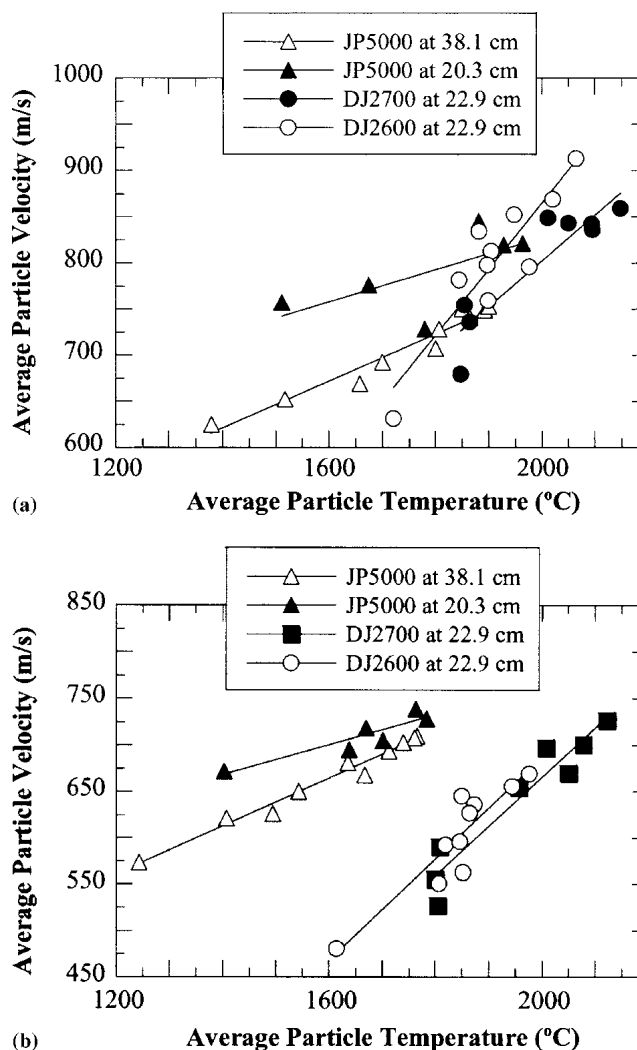 JP5000 at 38.1 cm
JP5000 at 20.3 cm
DJ2700 at 22.9 cm
DJ2600 at 22.9 cm
1000
900
800
700
600
Average Particle Velocity (m/s)
1200 1600 2000
(a) Average Particle Temperature (ºC)
JP5000 at 38.1 cm
JP5000 at 20.3 cm
DJ2700 at 22.9 cm
DJ2600 at 22.9 cm
850
750
650
550
450
Average Particle Velocity (m/s)
1200 1600 2000
(b) Average Particle Temperature (ºC)